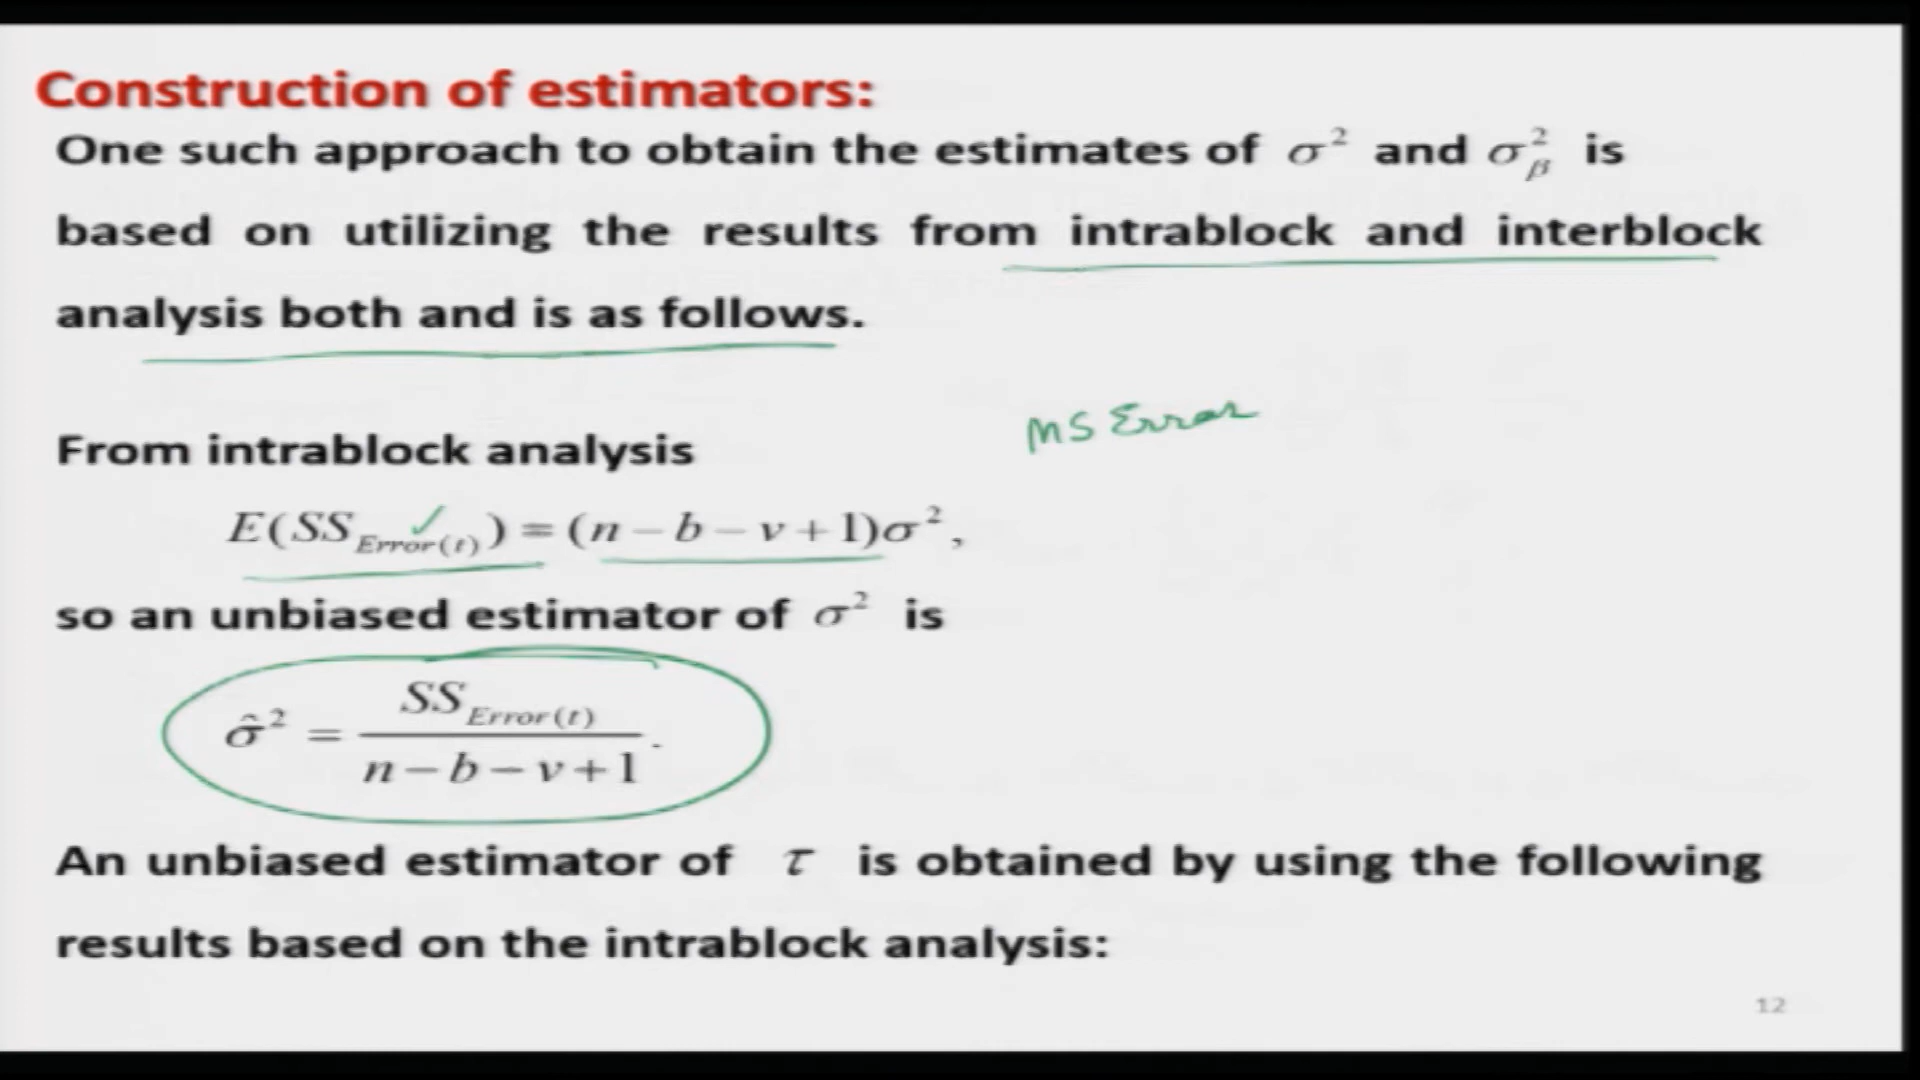 Construction of estimators:
One such approach to obtain the estimates of σ² and σ²_β is
based on utilizing the results from intrablock and interblock
analysis both and is as follows.
MS Error
From intrablock analysis
E(SS_Error(t)) = (n − b − v + 1)σ²,
so an unbiased estimator of σ² is
σ̂² = SS_Error(t) / (n − b − v + 1).
An unbiased estimator of τ is obtained by using the following
results based on the intrablock analysis:
12